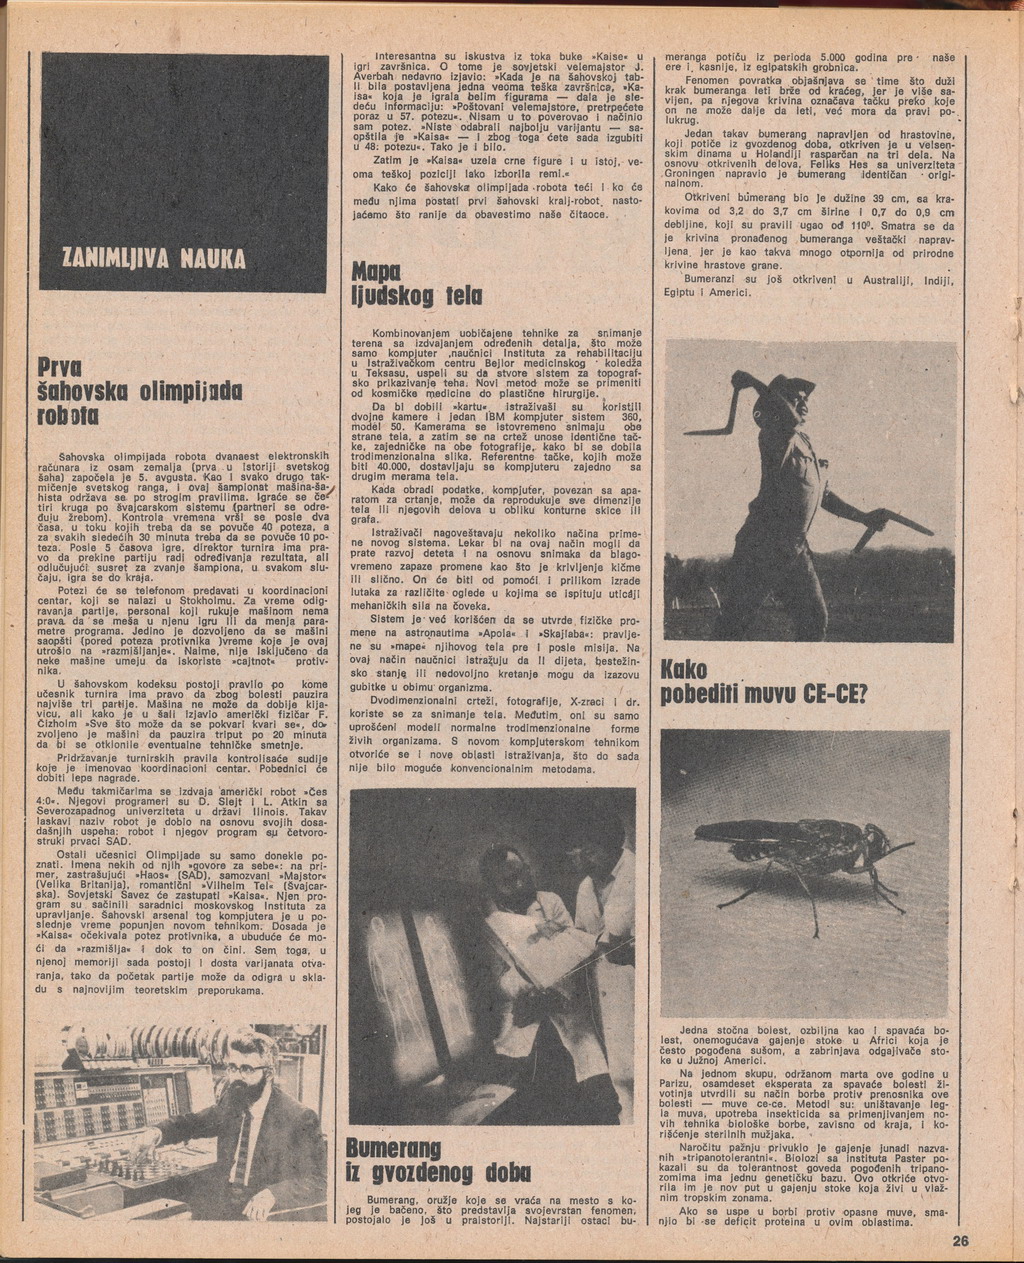 ZANIMLJIVA NAUKA
Prva
šahovska olimpijada
robota
Šahovska olimpijada robota dvanaest elektronskih
računara iz osam zemalja (prva u istoriji svetskog
šaha) započela je 5. avgusta. Kao i svako drugo tak-
mičenje svetskog ranga, i ovaj šampionat mašina-ša-
hista održava se po strogim pravilima. Igraće se če-
tiri kruga po švajcarskom sistemu (partneri se odre-
đuju žrebom). Kontrola vremena vrši se posle dva
časa, u toku kojih treba da se povuče 40 poteza, a
za svakih sledećih 30 minuta treba da se povuče 10 po-
teza. Posle 5 časova igre, direktor turnira ima pra-
vo da prekine partiju radi određivanja rezultata, ali
odlučujući susret za zvanje šampiona, u svakom slu-
čaju, igra se do kraja.
Potezi će se telefonom predavati u koordinacioni
centar, koji se nalazi u Stokholmu. Za vreme odig-
ravanja partije, personal koji rukuje mašinom nema
prava da se meša u njenu igru ili da menja para-
metre programa. Jedino je dozvoljeno da se mašini
saopšti (pored poteza protivnika )vreme koje je ovaj
utrošio na »razmišljanje«. Naime, nije isključeno da
neke mašine umeju da iskoriste »cajtnot« protiv-
nika.
U šahovskom kodeksu postoji pravilo po kome
učesnik turnira ima pravo da zbog bolesti pauzira
najviše tri partije. Mašina ne može da dobije kija-
vicu, ali kako je u šali izjavio američki fizičar F.
Čizholm »Sve što može da se pokvari kvari se«, do-
zvoljeno je mašini da pauzira triput po 20 minuta
da bi se otklonile eventualne tehničke smetnje.
Pridržavanje turnirskih pravila kontrolisaće sudije
koje je imenovao koordinacioni centar. Pobednici će
dobiti lepe nagrade.
Među takmičarima se izdvaja američki robot »Čes
4:0«. Njegovi programeri su D. Slejt i L. Atkin sa
Severozapadnog univerziteta u državi Ilinois. Takav
laskavi naziv robot je dobio na osnovu svojih dosa-
dašnjih uspeha: robot i njegov program su četvoro-
struki prvaci SAD.
Ostali učesnici Olimpijade su samo donekle po-
znati. Imena nekih od njih »govore za sebe«: na pri-
mer, zastrašujući »Haos« (SAD), samozvani »Majstor«
(Velika Britanija), romantični »Vilhelm Tel« (Švajcar-
ska). Sovjetski Savez će zastupati »Kaisa«. Njen pro-
gram su sačinili saradnici moskovskog Instituta za
upravljanje. Šahovski arsenal tog kompjutera je u po-
slednje vreme popunjen novom tehnikom. Dosada je
»Kaisa« očekivala potez protivnika, a ubuduće će mo-
ći da »razmišlja« i dok to on čini. Sem toga, u
njenoj memoriji sada postoji i dosta varijanata otva-
ranja, tako da početak partije može da odigra u skla-
du s najnovijim teoretskim preporukama.
Interesantna su iskustva iz toka buke »Kaise« u
igri završnica. O tome je sovjetski velemajstor J.
Averbah nedavno izjavio: »Kada je na šahovskoj tab-
li bila postavljena jedna veoma teška završnica, »Ka-
isa« koja je igrala belim figurama — dala je sle-
deću informaciju: »Poštovani velemajstore, pretrpećete
poraz u 57. potezu«. Nisam u to poverovao i načinio
sam potez. »Niste odabrali najbolju varijantu — sa-
opštila je »Kaisa« — i zbog toga ćete sada izgubiti
u 48: potezu«. Tako je i bilo.
Zatim je »Kaisa« uzela crne figure i u istoj, ve-
oma teškoj poziciji lako izborila remi.«
Kako će šahovska olimpijada robota teći i ko će
među njima postati prvi šahovski kralj-robot nasto-
jaćemo što ranije da obavestimo naše čitaoce.
Mapa
ljudskog tela
Kombinovanjem uobičajene tehnike za snimanje
terena sa izdvajanjem određenih detalja, što može
samo kompjuter ,naučnici Instituta za rehabilitaciju
u Istraživačkom centru Bejlor medicinskog koledža
u Teksasu, uspeli su da stvore sistem za topograf-
sko prikazivanje teha. Novi metod može se primeniti
od kosmičke medicine do plastične hirurgije.
Da bi dobili »kartu« istraživaši su koristili
dvojne kamere i jedan IBM kompjuter sistem 360,
model 50. Kamerama se istovremeno snimaju obe
strane tela, a zatim se na crtež unose identične tač-
ke, zajedničke na obe fotografije, kako bi se dobila
trodimenzionalna slika. Referentne tačke, kojih može
biti 40.000, dostavljaju se kompjuteru zajedno sa
drugim merama tela.
Kada obradi podatke, kompjuter, povezan sa apa-
ratom za crtanje, može da reprodukuje sve dimenzije
tela ili njegovih delova u obliku konturne skice ili
grafa.
Istraživači nagoveštavaju nekoliko načina prime-
ne novog sistema. Lekar bi na ovaj način mogli da
prate razvoj deteta i na osnovu snimaka da blago-
vremeno zapaze promene kao što je krivljenje kičme
ili slično. On će biti od pomoći i prilikom izrade
lutaka za različite oglede u kojima se ispituju uticaji
mehaničkih sila na čoveka.
Sistem je već korišćen da se utvrde fizičke pro-
mene na astronautima »Apola« i »Skajlaba«: pravlje-
ne su »mape« njihovog tela pre i posle misija. Na
ovaj način naučnici istražuju da li dijeta, bestežin-
sko stanje ili nedovoljno kretanje mogu da izazovu
gubitke u obimu organizma.
Dvodimenzionalni crteži, fotografije, X-zraci i dr.
koriste se za snimanje tela. Međutim, oni su samo
uprošćeni modeli normalne trodimenzionalne forme
živih organizama. S novom kompjuterskom tehnikom
otvoriće se i nove oblasti istraživanja, što do sada
nije bilo moguće konvencionalnim metodama.
Bumerang
iz gvozdenog doba
Bumerang, oružje koje se vraća na mesto s ko-
jeg je bačeno, što predstavlja svojevrstan fenomen,
postojalo je još u praistoriji. Najstariji ostaci bu-
meranga potiču iz perioda 5.000 godina pre naše
ere i, kasnije, iz egipatskih grobnica.
Fenomen povratka objašnjava se time što duži
krak bumeranga leti brže od kraćeg, jer je više sa-
vijen, pa njegova krivina označava tačku preko koje
on ne može dalje da leti, već mora da pravi po-
lukrug.
Jedan takav bumerang napravljen od hrastovine,
koji potiče iz gvozenog doba, otkriven je u velsen-
skim dinama u Holandiji rasparčan na tri dela. Na
osnovu otkrivenih delova, Feliks Hes sa univerziteta
Groningen napravio je bumerang identičan origi-
nalnom.
Otkriveni bumerang bio je dužine 39 cm, sa kra-
kovima od 3,2 do 3,7 cm širine i 0,7 do 0,9 cm
debljine, koji su pravili ugao od 110⁰. Smatra se da
je krivina pronađenog bumeranga veštački naprav-
ljena jer je kao takva mnogo otpornija od prirodne
krivine hrastove grane.
Bumeranzi su još otkriveni u Australiji, Indiji,
Egiptu i Americi.
Kako
pobediti muvu CE-CE?
Jedna stočna bolest, ozbiljna kao i spavaća bo-
lest, onemogućava gajenje stoke u Africi koja je
često pogođena sušom, a zabrinjava odgajivače sto-
ke u Južnoj Americi.
Na jednom skupu, održanom marta ove godine u
Parizu, osamdeset eksperata za spavaće bolesti ži-
votinja utvrdili su način borbe protiv prenosnika ove
bolesti — muve ce-ce. Metodi su: uništavanje leg-
la muva, upotreba insekticida sa primenjivanjem no-
vih tehnika biološke borbe, zavisno od kraja, i ko-
rišćenje sterilnih mužjaka.
Naročitu pažnju privuklo je gajenje junadi nazva-
nih »tripanotolerantni«. Biolozi sa Instituta Paster po-
kazali su da tolerantnost goveda pogođenih tripano-
zomima ima jednu genetičku bazu. Ovo otkriće otvo-
rila im je nov put u gajenju stoke koja živi u vlaž-
nim tropskim zonama.
Ako se uspe u borbi protiv opasne muve, sma-
njio bi se deficit proteina u ovim oblastima.
26